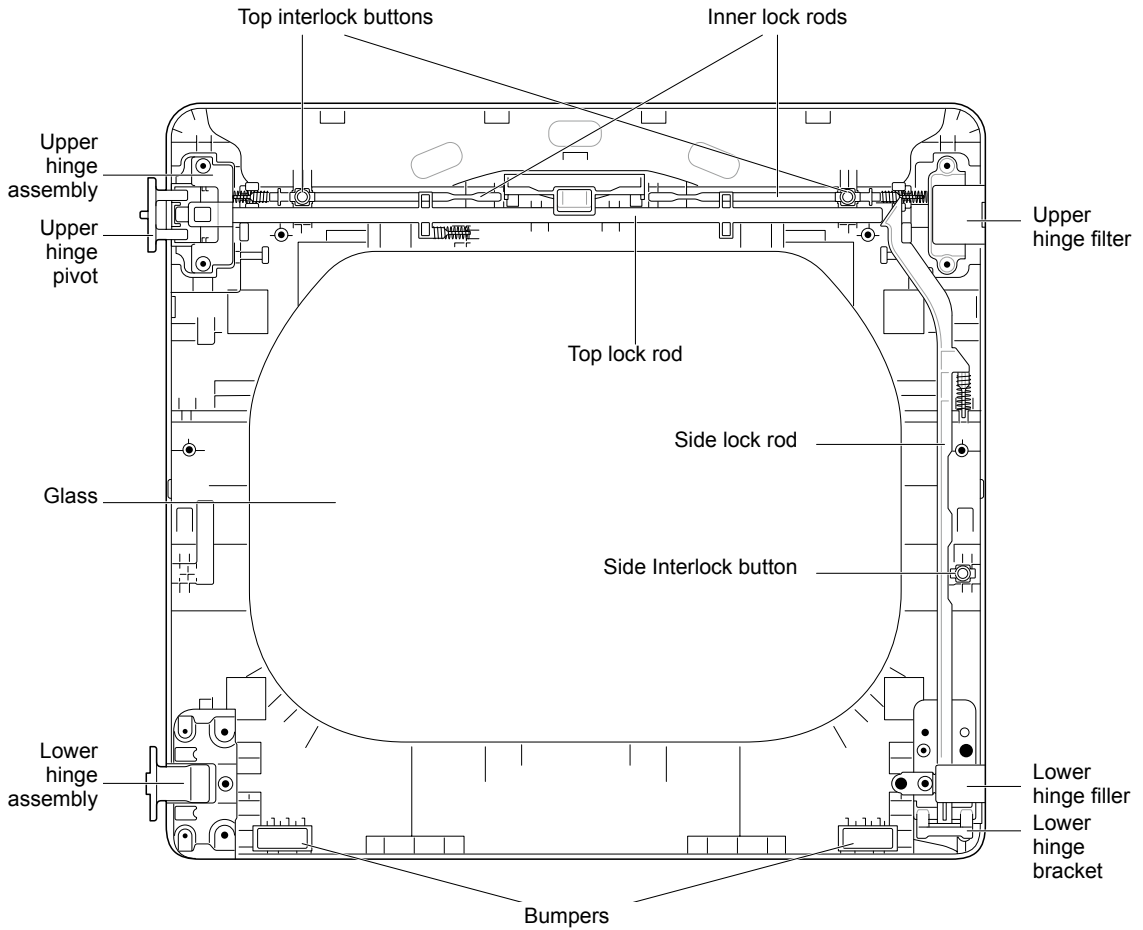 Top interlock buttons
Inner lock rods
Upper
hinge
assembly
Upper
hinge
pivot
Upper
hinge filter
Top lock rod
Side lock rod
Glass
Side Interlock button
Lower
hinge
assembly
Lower
hinge filler
Lower
hinge
bracket
Bumpers